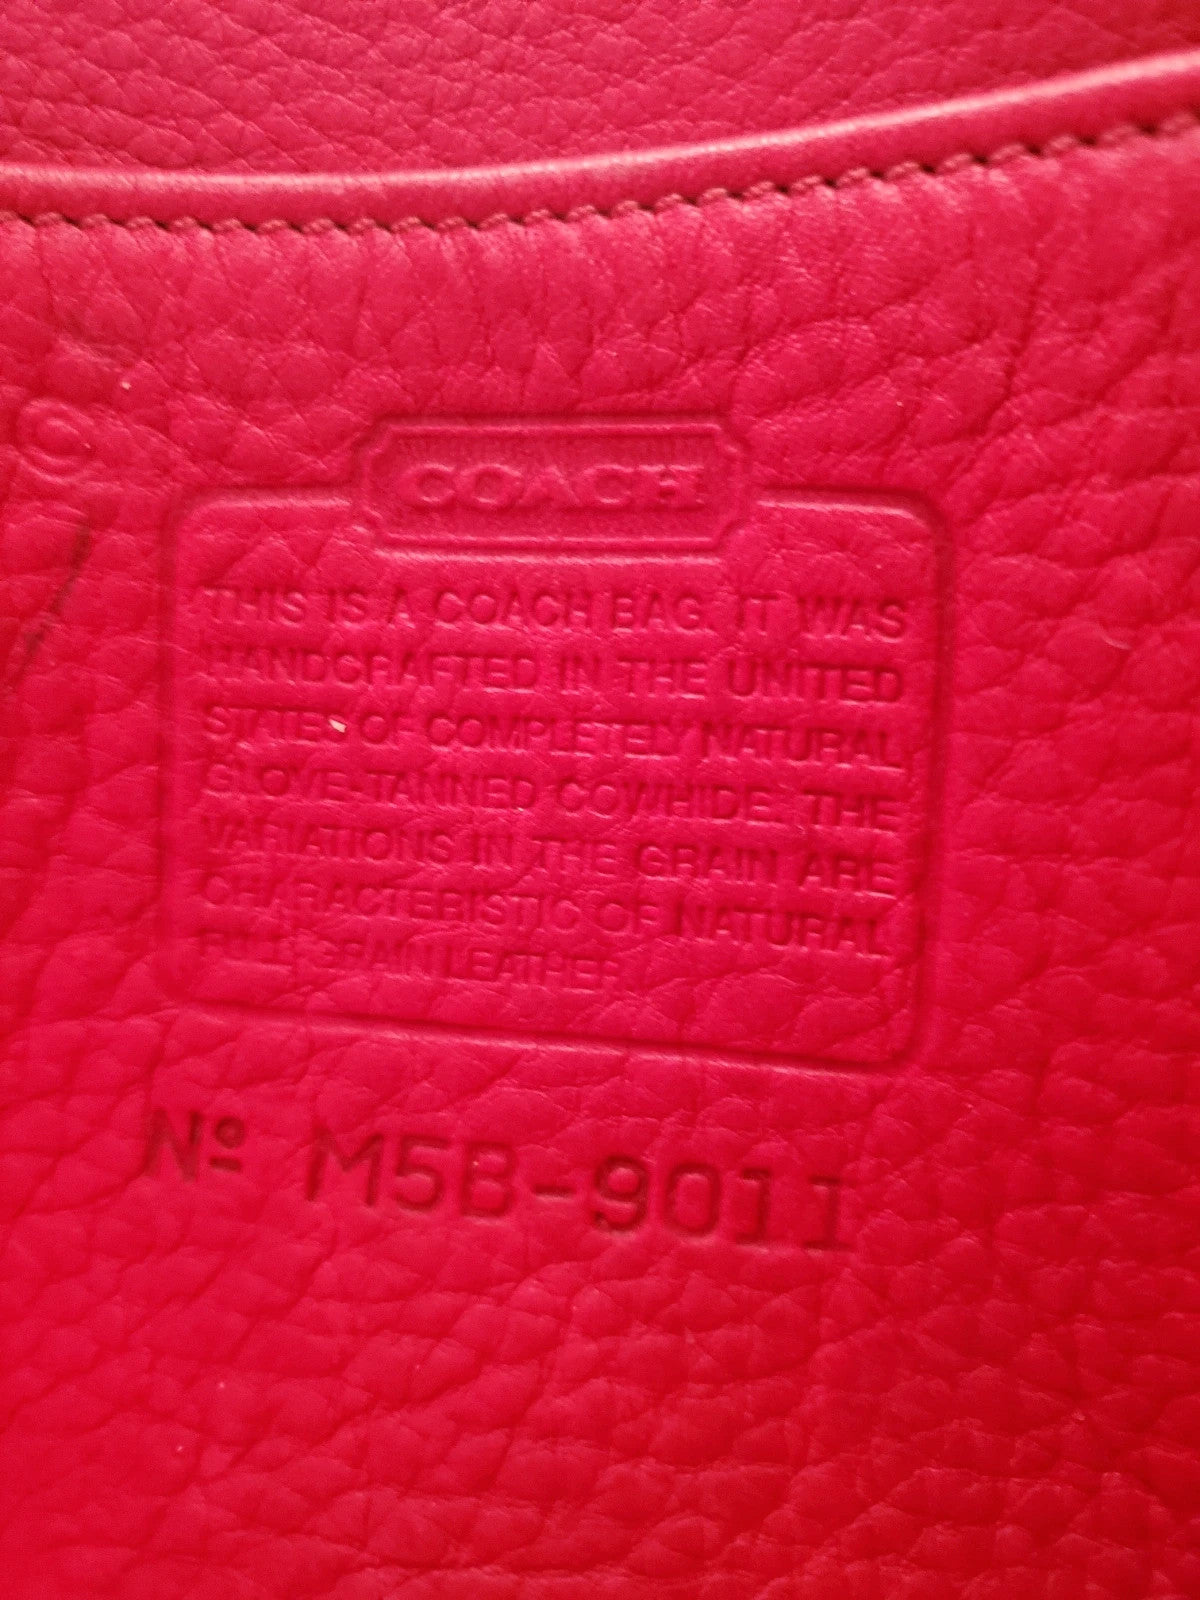 COACH
THIS IS A COACH BAG. IT WAS
HANDCRAFTED IN THE UNITED
STATES OF COMPLETELY NATURAL
GLOVE-TANNED COWHIDE. THE
VARIATIONS IN THE GRAIN ARE
CHARACTERISTIC OF NATURAL
FULL GRAIN LEATHER.
Nº M5B-9011